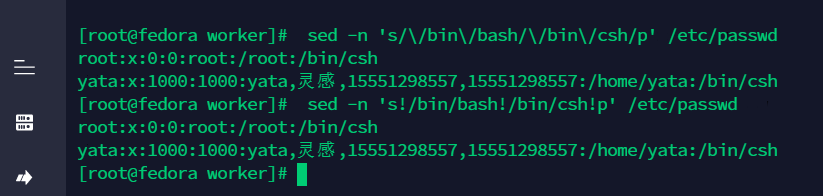 [root@fedora worker]#  sed -n 's/\/bin\/bash/\/bin\/csh/p' /etc/passwd
root:x:0:0:root:/root:/bin/csh
yata:x:1000:1000:yata,灵感,15551298557,15551298557:/home/yata:/bin/csh
[root@fedora worker]#  sed -n 's!/bin/bash!/bin/csh!p' /etc/passwd
root:x:0:0:root:/root:/bin/csh
yata:x:1000:1000:yata,灵感,15551298557,15551298557:/home/yata:/bin/csh
[root@fedora worker]#